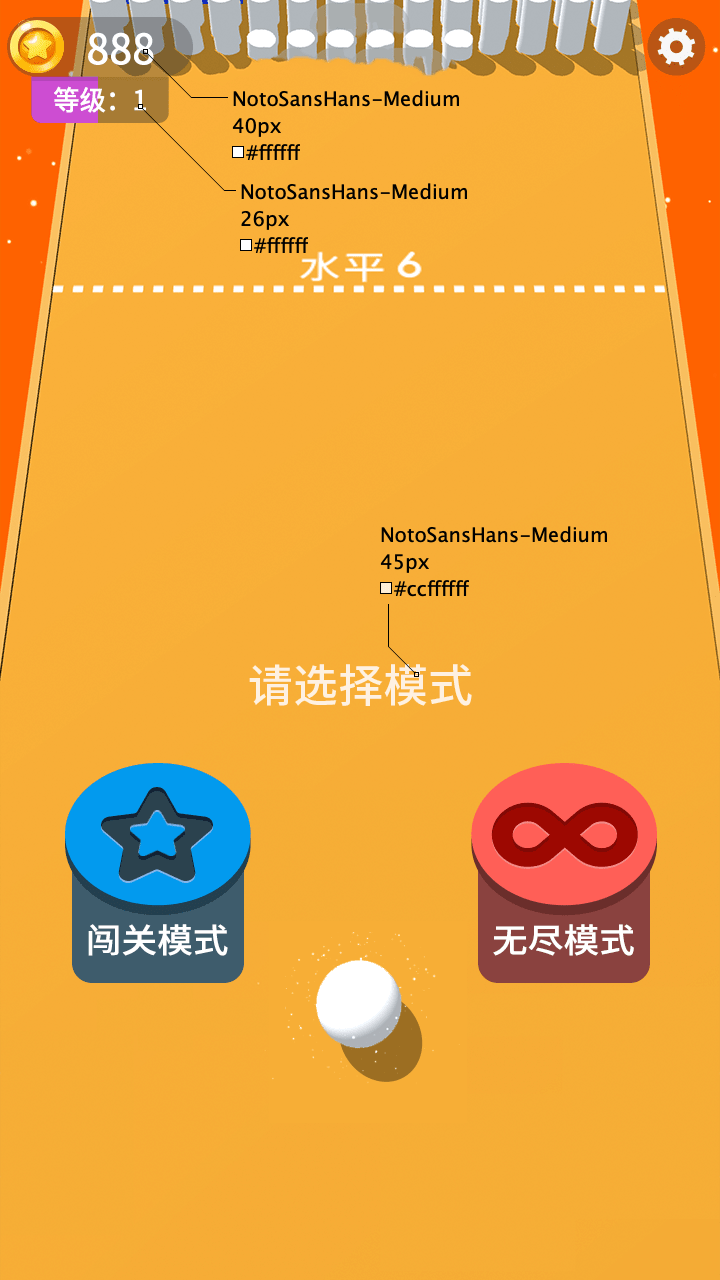 888
等级：1
NotoSansHans-Medium
40px
#ffffff
NotoSansHans-Medium
26px
#ffffff
水平 6
NotoSansHans-Medium
45px
#ccffffff
请选择模式
闯关模式
无尽模式